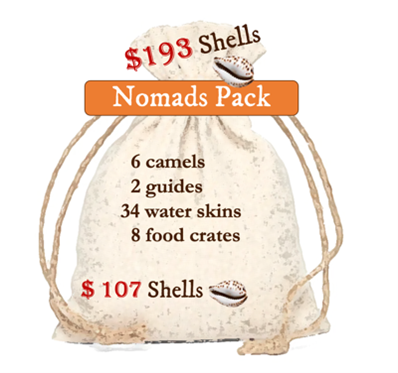 $193 Shells
Nomads Pack
6 camels
2 guides
34 water skins
8 food crates
$ 107 Shells